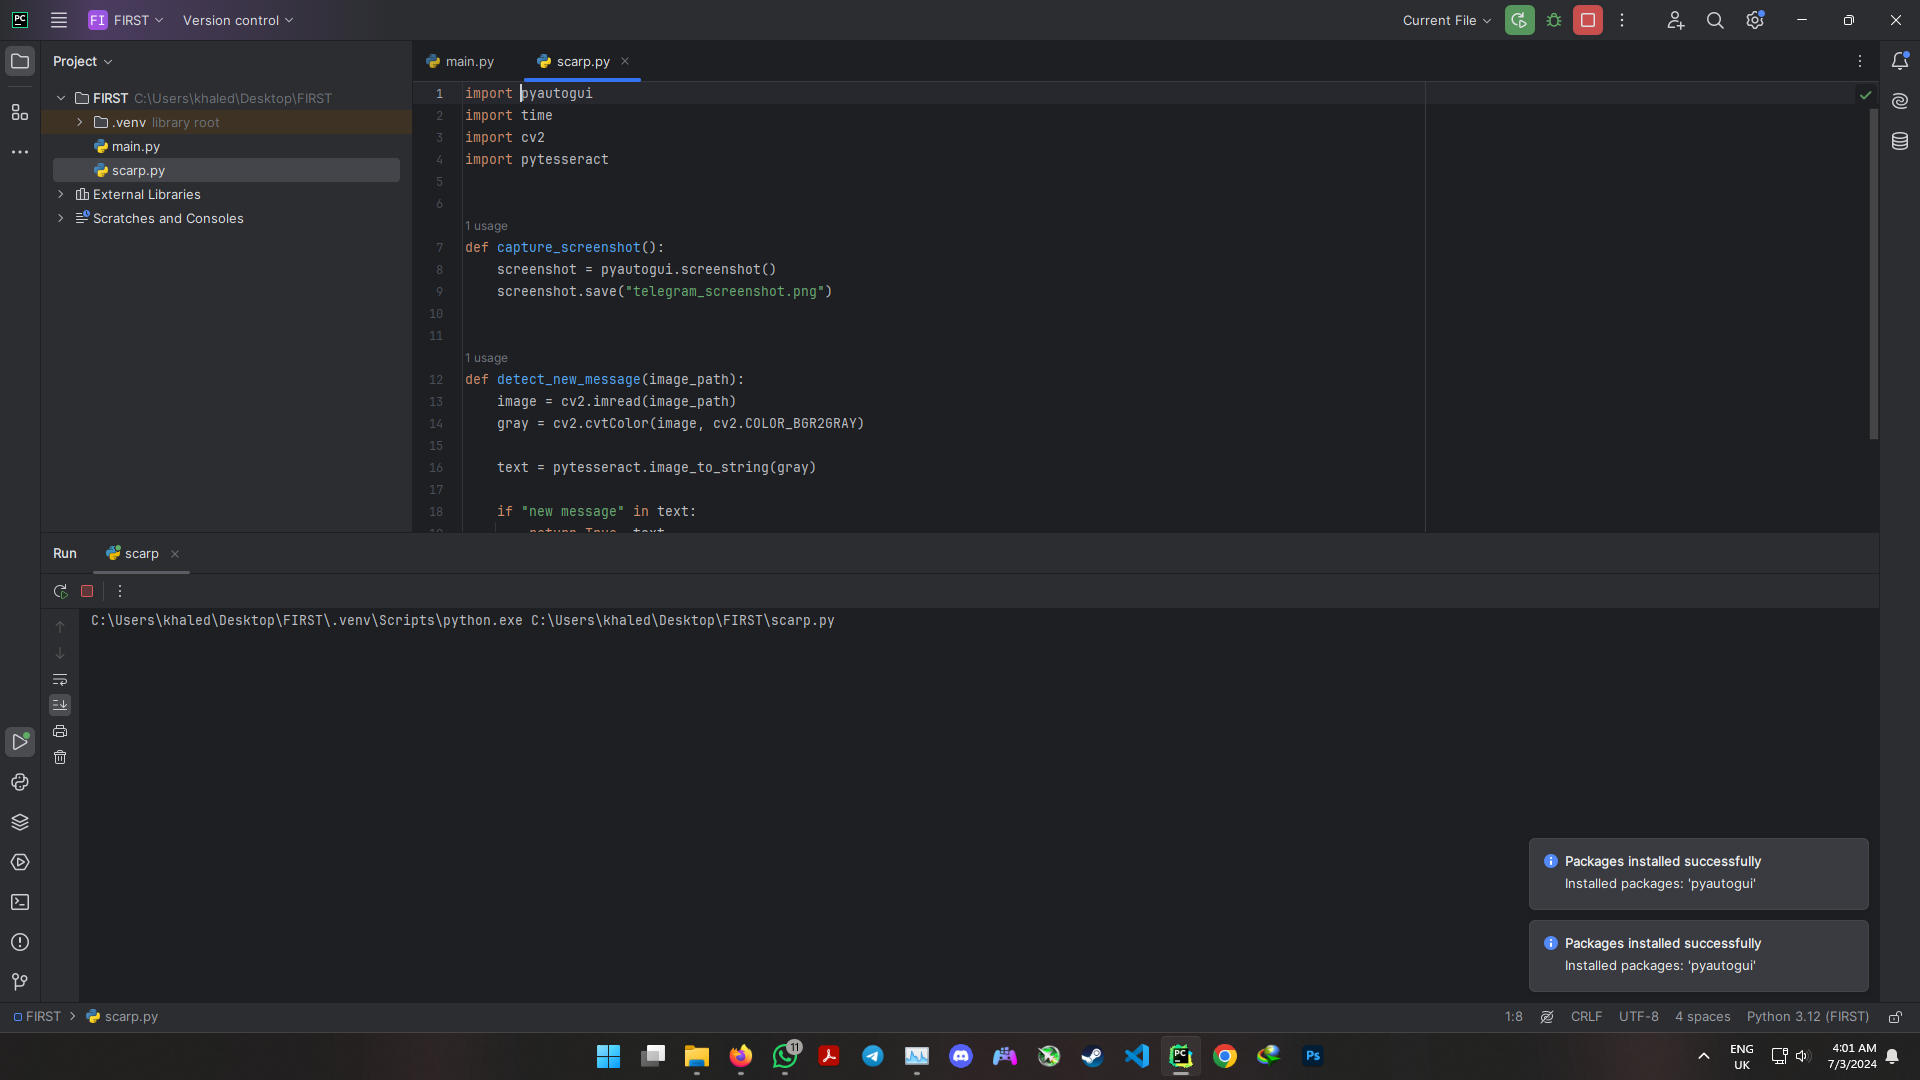 PC
FI FIRST
Version control
Current File
Project
main.py
scarp.py
FIRST C:\Users\khaled\Desktop\FIRST
.venv library root
main.py
scarp.py
External Libraries
Scratches and Consoles
1 import pyautogui
2 import time
3 import cv2
4 import pytesseract
5
6
1 usage
7 def capture_screenshot():
8 screenshot = pyautogui.screenshot()
9 screenshot.save("telegram_screenshot.png")
10
11
1 usage
12 def detect_new_message(image_path):
13 image = cv2.imread(image_path)
14 gray = cv2.cvtColor(image, cv2.COLOR_BGR2GRAY)
15
16 text = pytesseract.image_to_string(gray)
17
18 if "new message" in text:
19 return True, text
Run
scarp
C:\Users\khaled\Desktop\FIRST\.venv\Scripts\python.exe C:\Users\khaled\Desktop\FIRST\scarp.py
Packages installed successfully
Installed packages: 'pyautogui'
Packages installed successfully
Installed packages: 'pyautogui'
FIRST
scarp.py
1:8
CRLF
UTF-8
4 spaces
Python 3.12 (FIRST)
11
PC
Ps
ENG
UK
4:01 AM
7/3/2024